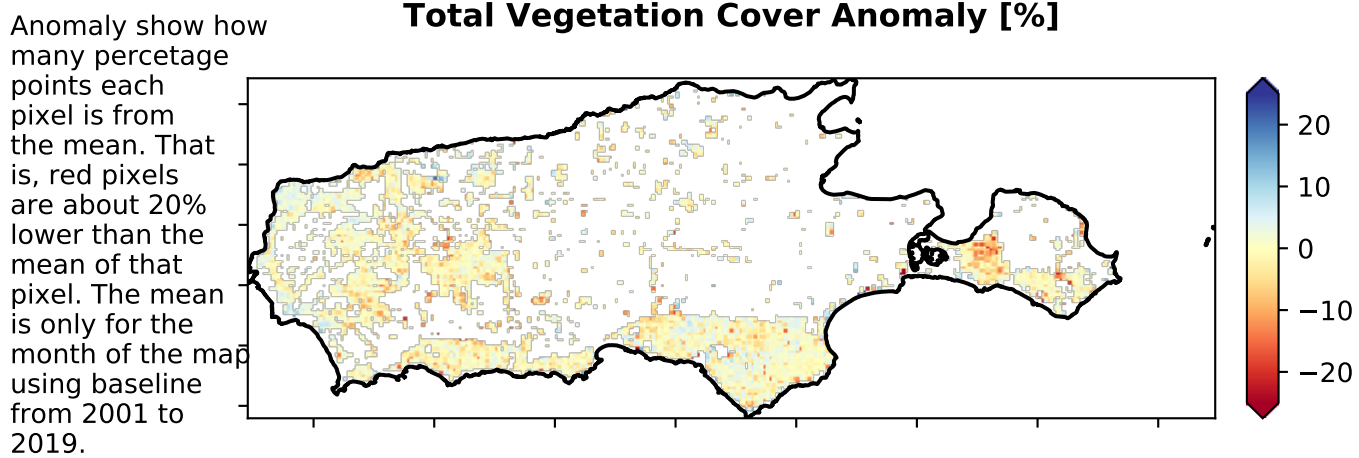 Total Vegetation Cover Anomaly [%]
Anomaly show how
many percetage
points each
pixel is from
the mean. That
is, red pixels
are about 20%
lower than the
mean of that
pixel. The mean
is only for the
month of the map
using baseline
from 2001 to
2019.
20
10
0
−10
−20